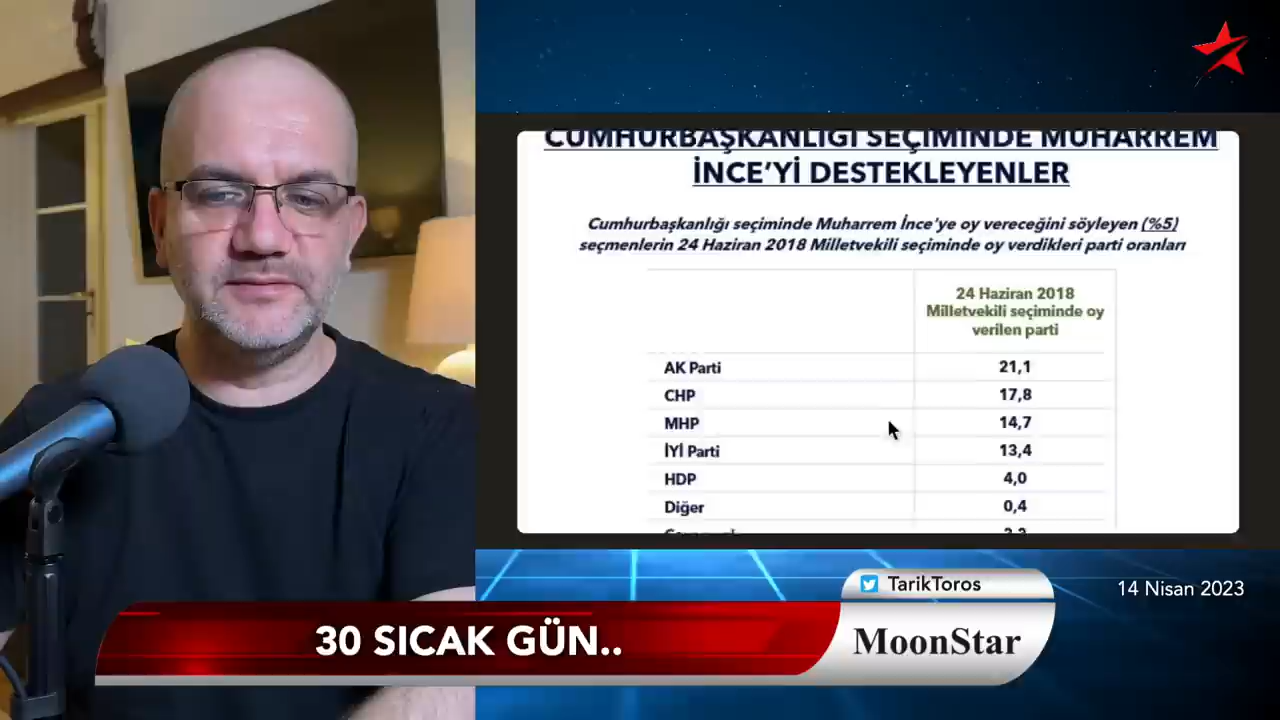 CUMHURBAŞKANLIĞI SEÇİMİNDE MUHARREM
İNCE'Yİ DESTEKLEYENLER
Cumhurbaşkanlığı seçiminde Muharrem İnce'ye oy vereceğini söyleyen (%5)
seçmenlerin 24 Haziran 2018 Milletvekili seçiminde oy verdikleri parti oranları
24 Haziran 2018
Milletvekili seçiminde oy
verilen parti
AK Parti 21,1
CHP 17,8
MHP 14,7
İYİ Parti 13,4
HDP 4,0
Diğer 0,4
TarikToros
14 Nisan 2023
30 SICAK GÜN..
MoonStar